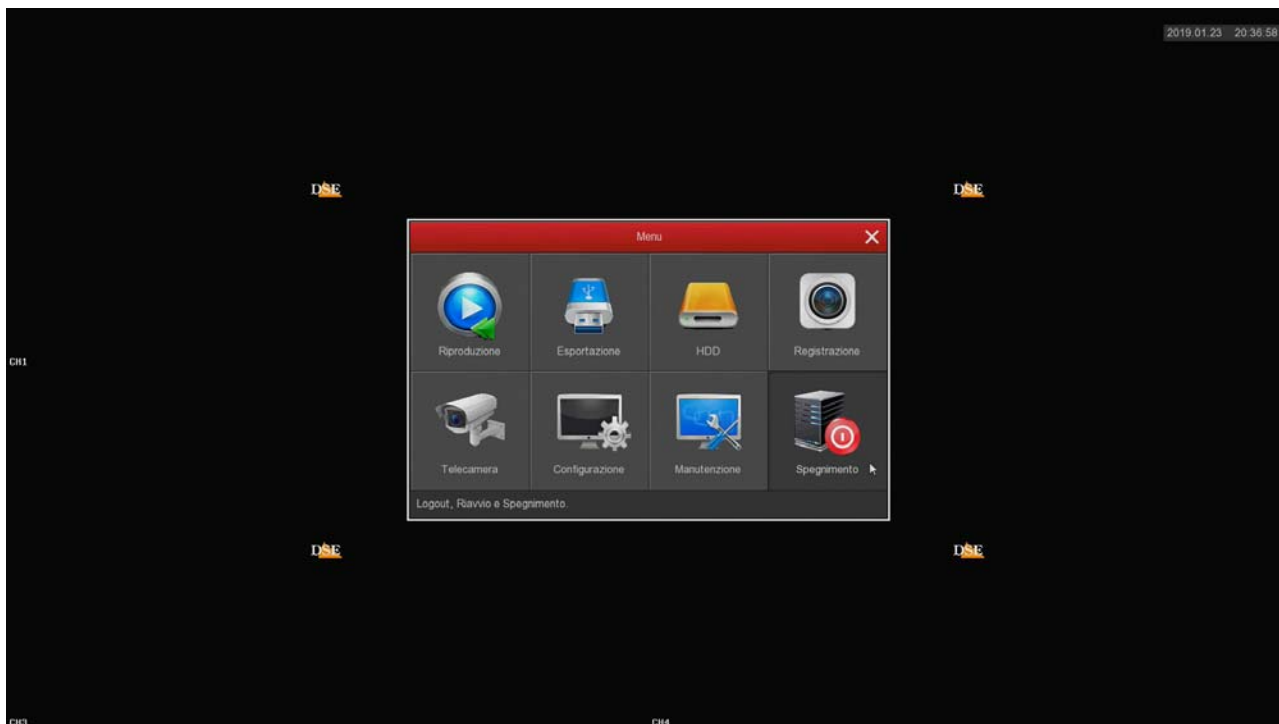 2019.01.23 20:36:58
DSE DSE
Menu
Riproduzione Esportazione HDD Registrazione
CH1
Telecamera Configurazione Manutenzione Spegnimento
Logout, Riavvio e Spegnimento.
DSE DSE
CH3 CH4